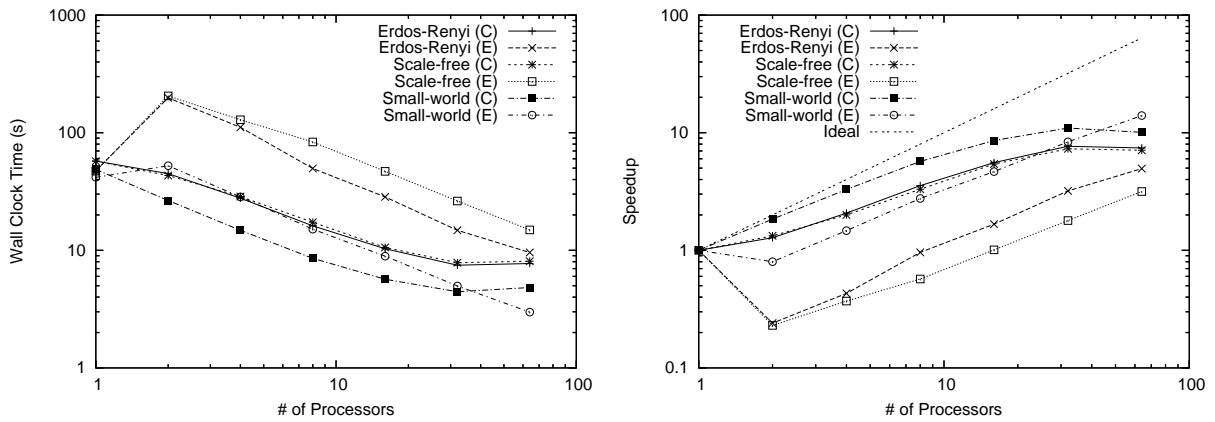 1000
100
10
1
Wall Clock Time (s)
1
10
100
# of Processors
Erdos-Renyi (C)
Erdos-Renyi (E)
Scale-free (C)
Scale-free (E)
Small-world (C)
Small-world (E)
100
10
1
0.1
Speedup
1
10
100
# of Processors
Erdos-Renyi (C)
Erdos-Renyi (E)
Scale-free (C)
Scale-free (E)
Small-world (C)
Small-world (E)
Ideal